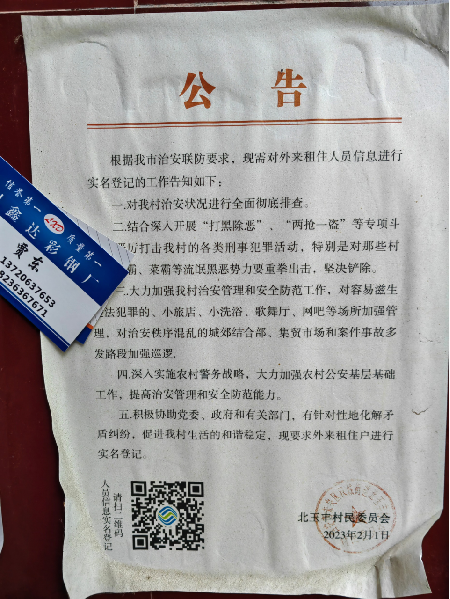 公告
根据我市治安联防要求，现需对外来租住人员信息进行
实名登记的工作告知如下：
一.对我村治安状况进行全面彻底排查。
二.结合深入开展“打黑除恶”、“两抢一盗”等专项斗
厉打击我村的各类刑事犯罪活动，特别是对那些村
霸、菜霸等流氓黑恶势力要重拳出击，坚决铲除。
三.大力加强我村治安管理和安全防范工作，对容易滋生
法犯罪的、小旅店、小洗浴、歌舞厅、网吧等场所加强管
理，对治安秩序混乱的城郊结合部、集贸市场和案件事故多
发路段加强巡逻.
四.深入实施农村警务战略，大力加强农村公安基层基础
工作，提高治安管理和安全防范能力。
五.积极协助党委、政府和有关部门，有针对性地化解矛
盾纠纷，促进我村生活的和谐稳定，现要求外来租住户进行
实名登记。
请扫二维码
人员信息实名登记
北玉丰村民委员会
2023年2月1日
信誉第一
质量第一
鑫达彩钢厂
贾东
13720637653
8236367671